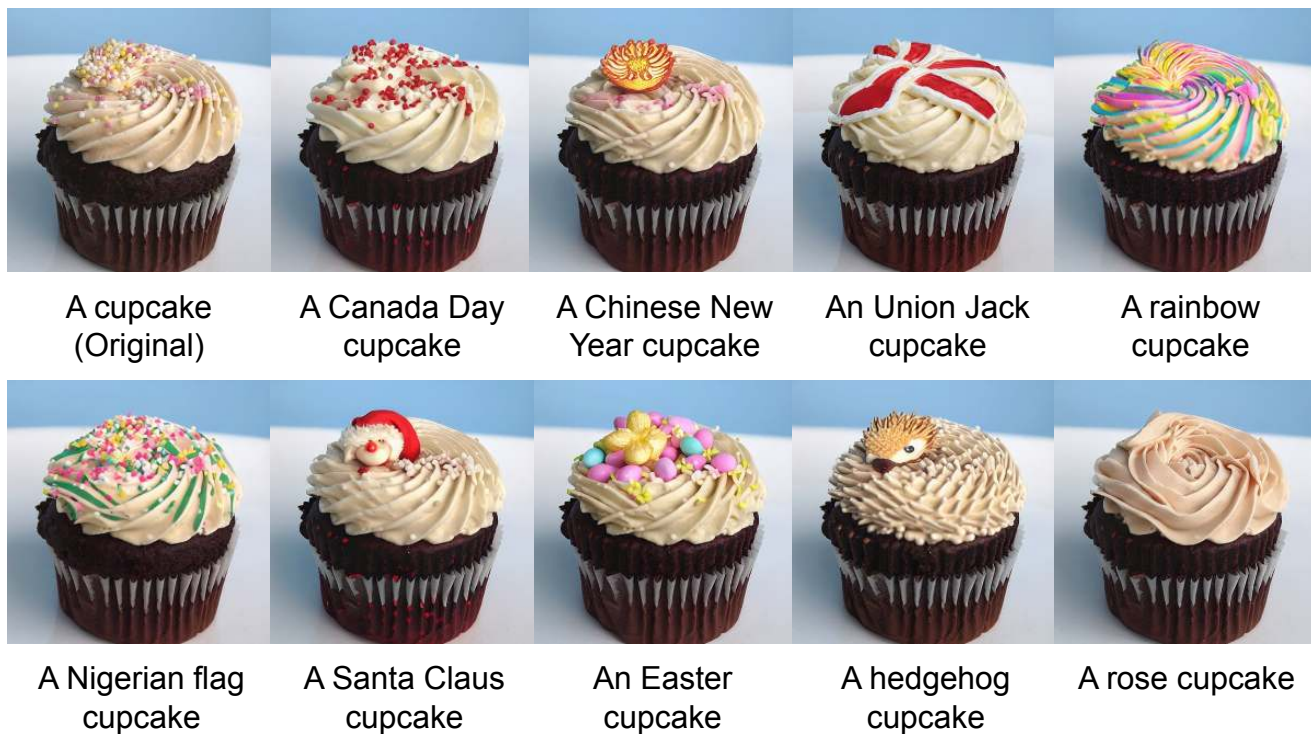 A cupcake
(Original)
A Canada Day
cupcake
A Chinese New
Year cupcake
An Union Jack
cupcake
A rainbow
cupcake
A Nigerian flag
cupcake
A Santa Claus
cupcake
An Easter
cupcake
A hedgehog
cupcake
A rose cupcake